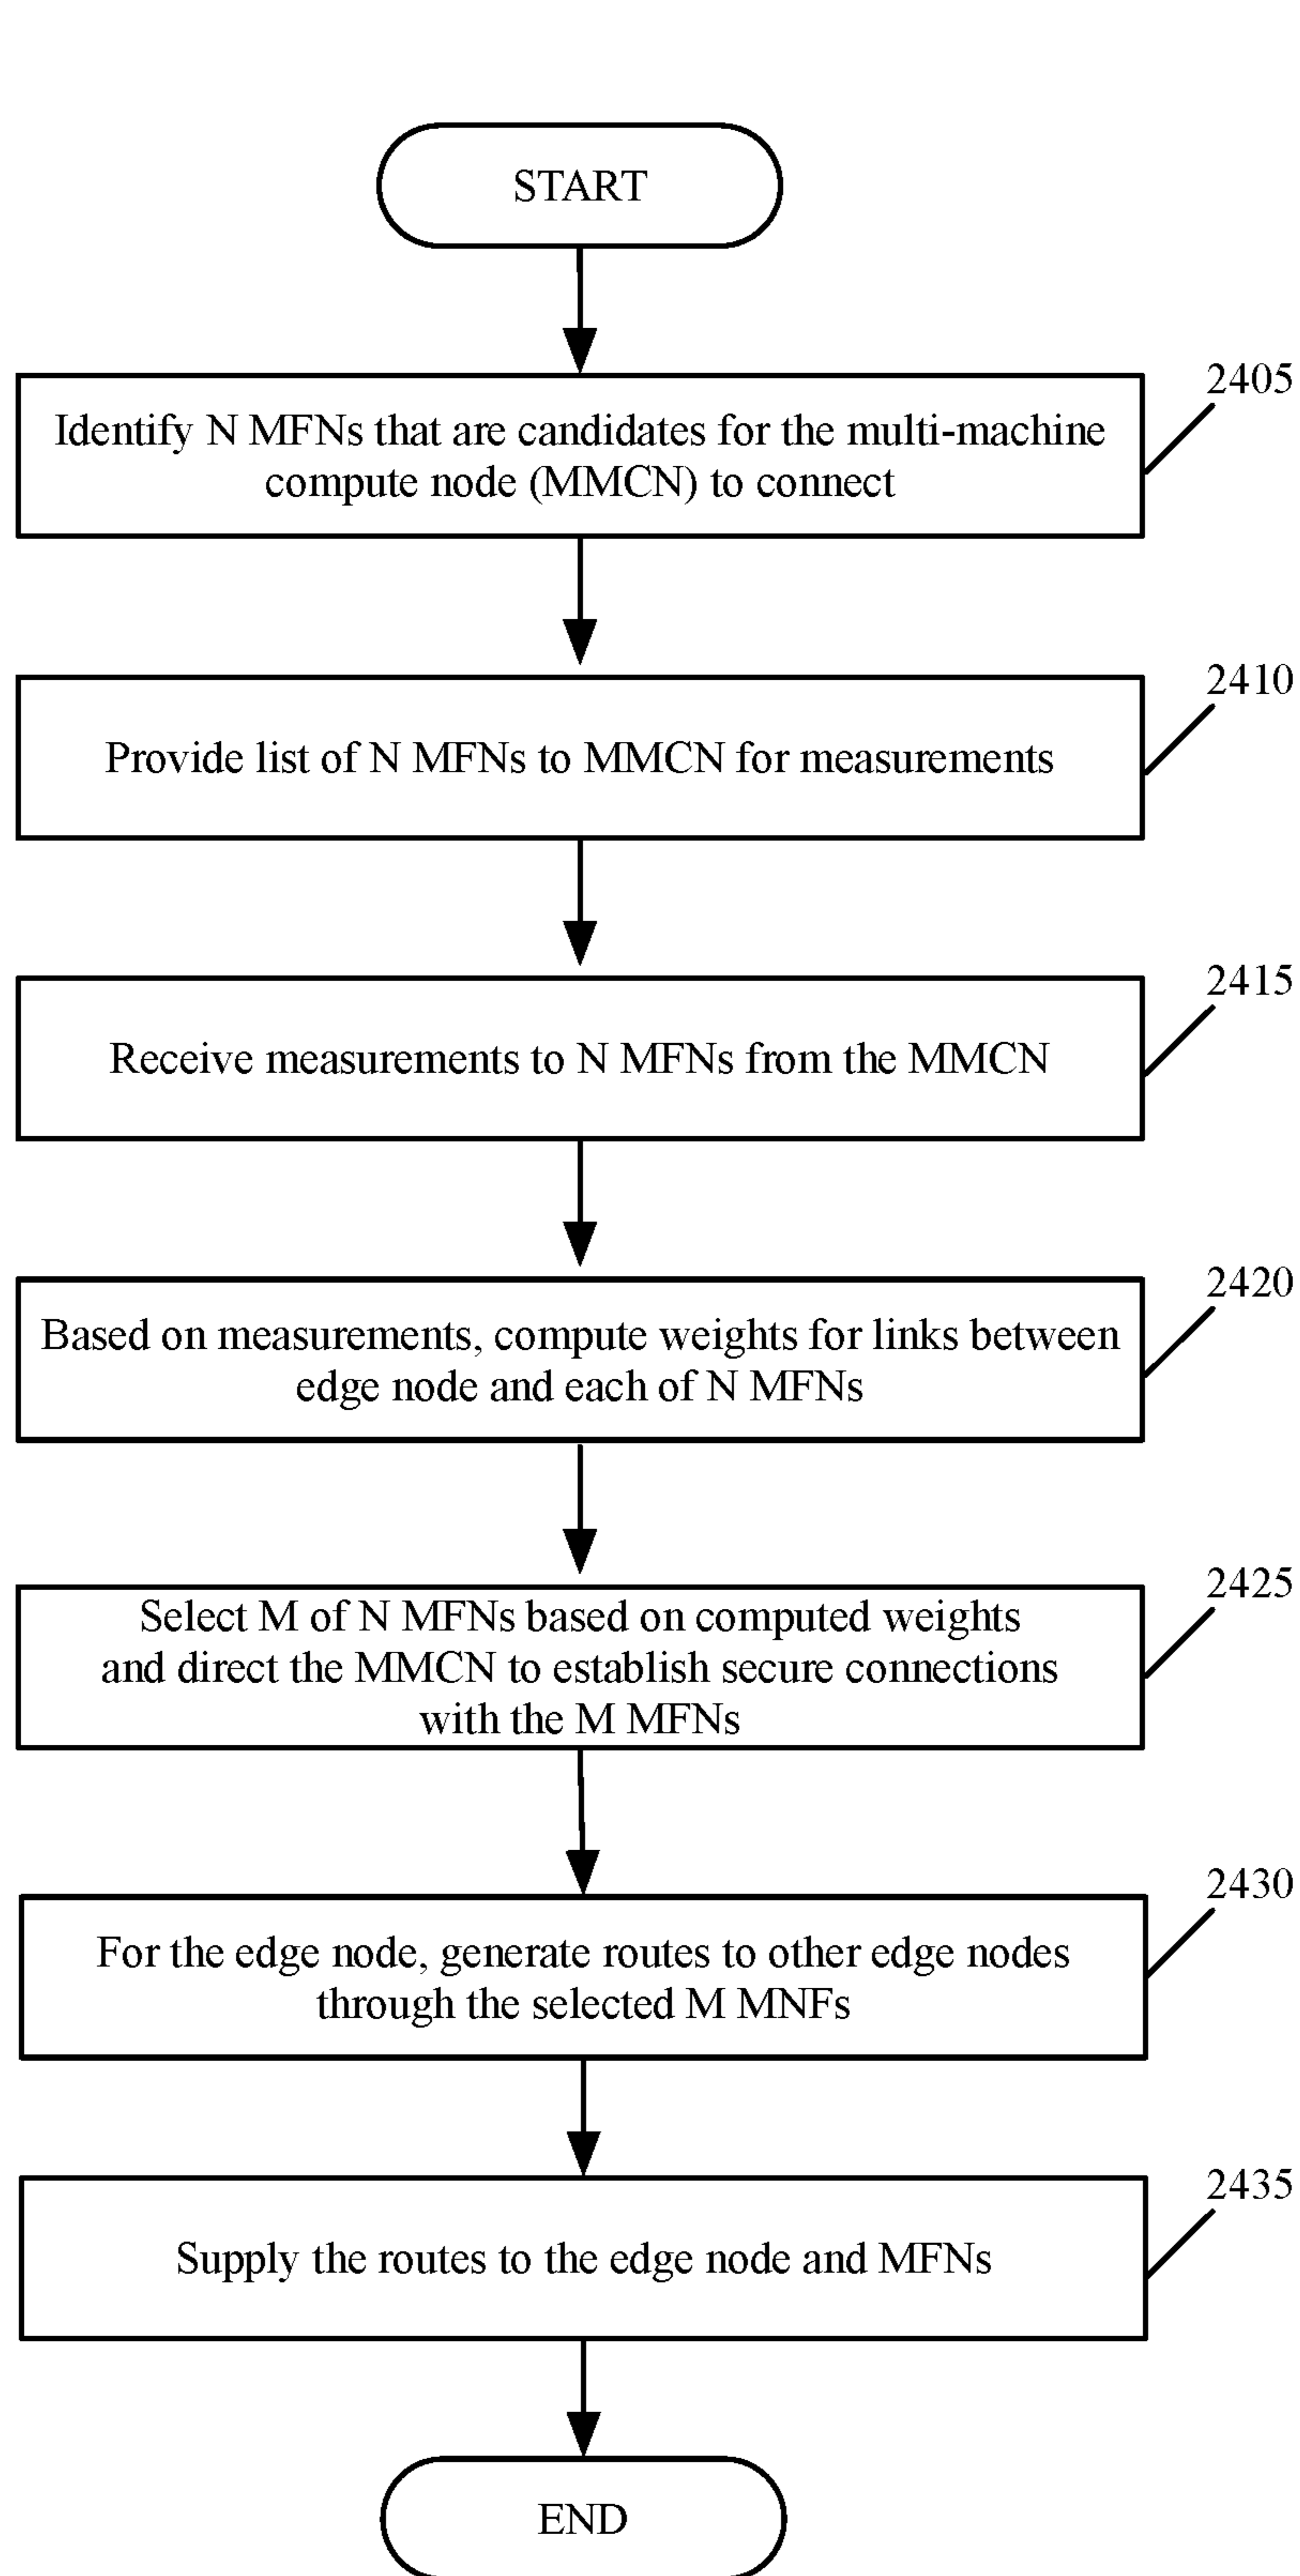 START
2405
Identify N MFNs that are candidates for the multi-machine
compute node (MMCN) to connect
2410
Provide list of N MFNs to MMCN for measurements
2415
Receive measurements to N MFNs from the MMCN
2420
Based on measurements, compute weights for links between
edge node and each of N MFNs
2425
Select M of N MFNs based on computed weights
and direct the MMCN to establish secure connections
with the M MFNs
2430
For the edge node, generate routes to other edge nodes
through the selected M MNFs
2435
Supply the routes to the edge node and MFNs
END